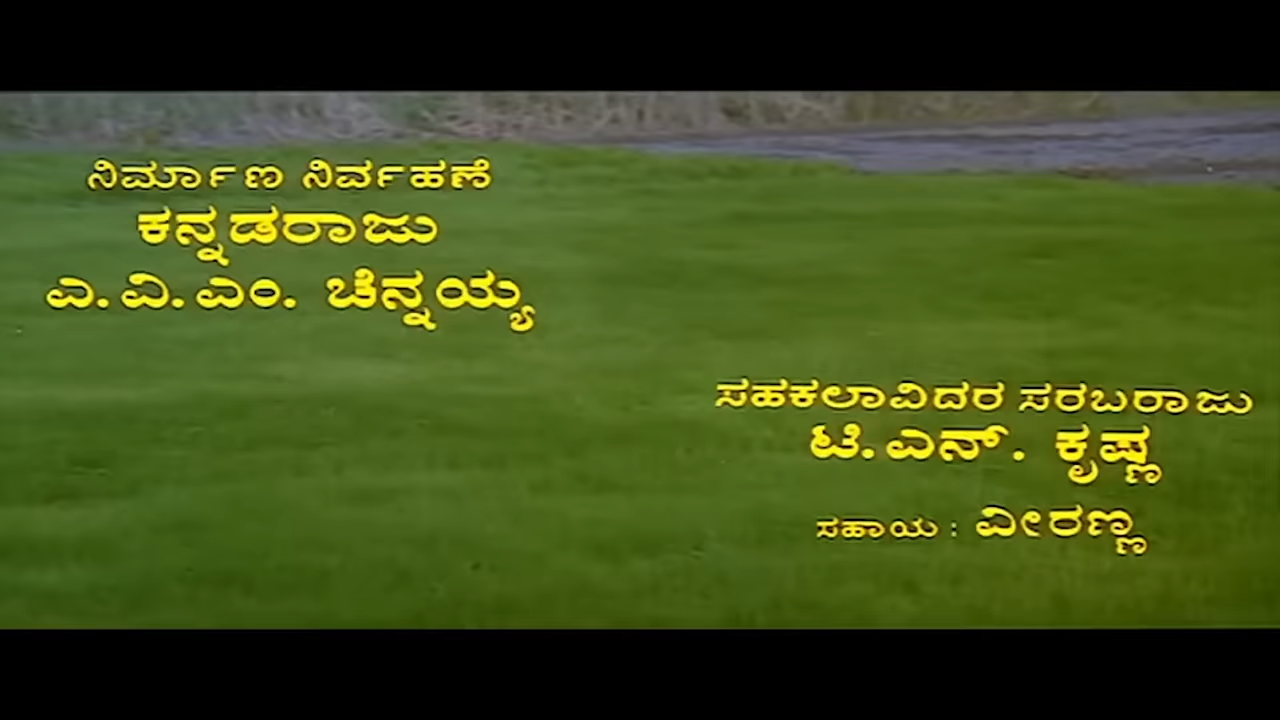 ನಿರ್ಮಾಣ ನಿರ್ವಹಣೆ
ಕನ್ನಡರಾಜು
ಎ.ವಿ.ಎಂ. ಚೆನ್ನಯ್ಯ
ಸಹಕಲಾವಿದರ ಸರಬರಾಜು
ಟಿ.ಎನ್. ಕೃಷ್ಣ
ಸಹಾಯ : ವೀರಣ್ಣ